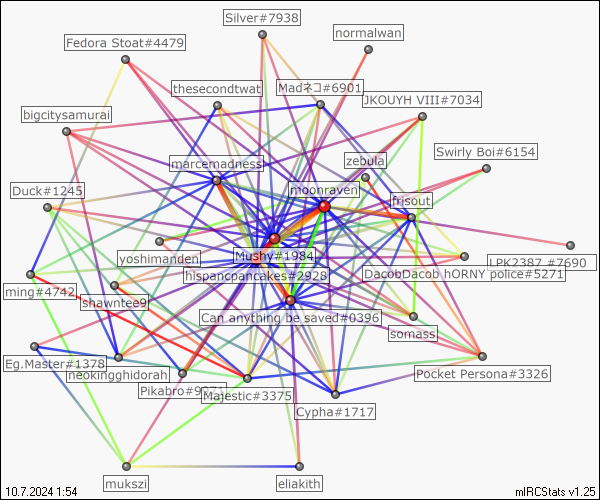 Silver#7938
normalwan
Fedora Stoat#4479
thesecondtwat
Madネコ#6901
JKOUYH VIII#7034
bigcitysamurai
Swirly Boi#6154
marcemadness
zebula
moonraven
Duck#1245
frisout
Mushy#1984
yoshimanden
LPK2387 #7690
hispancpancakes#2928
DacobDacob hORNY police#5271
ming#4742
shawntee9
Can anything be saved#0396
somass
Eg.Master#1378
neokingghidorah
Pocket Persona#3326
Pikabro#9
Majestic#3375
Cypha#1717
mukszi
eliakith
10.7.2024 1:54
mIRCStats v1.25